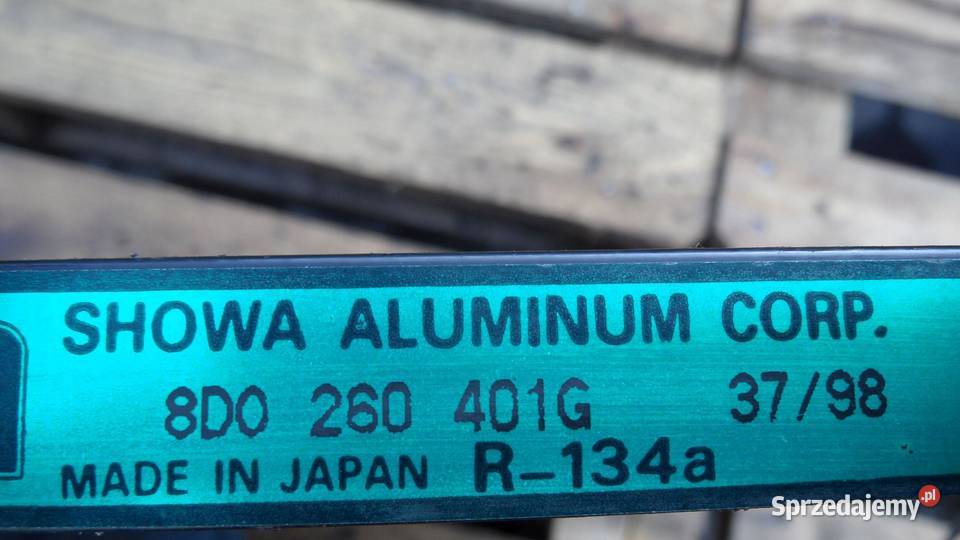 SHOWA ALUMINUM CORP.
8D0 260 401G 37/98
MADE IN JAPAN R-134a
Sprzedajemy.pl